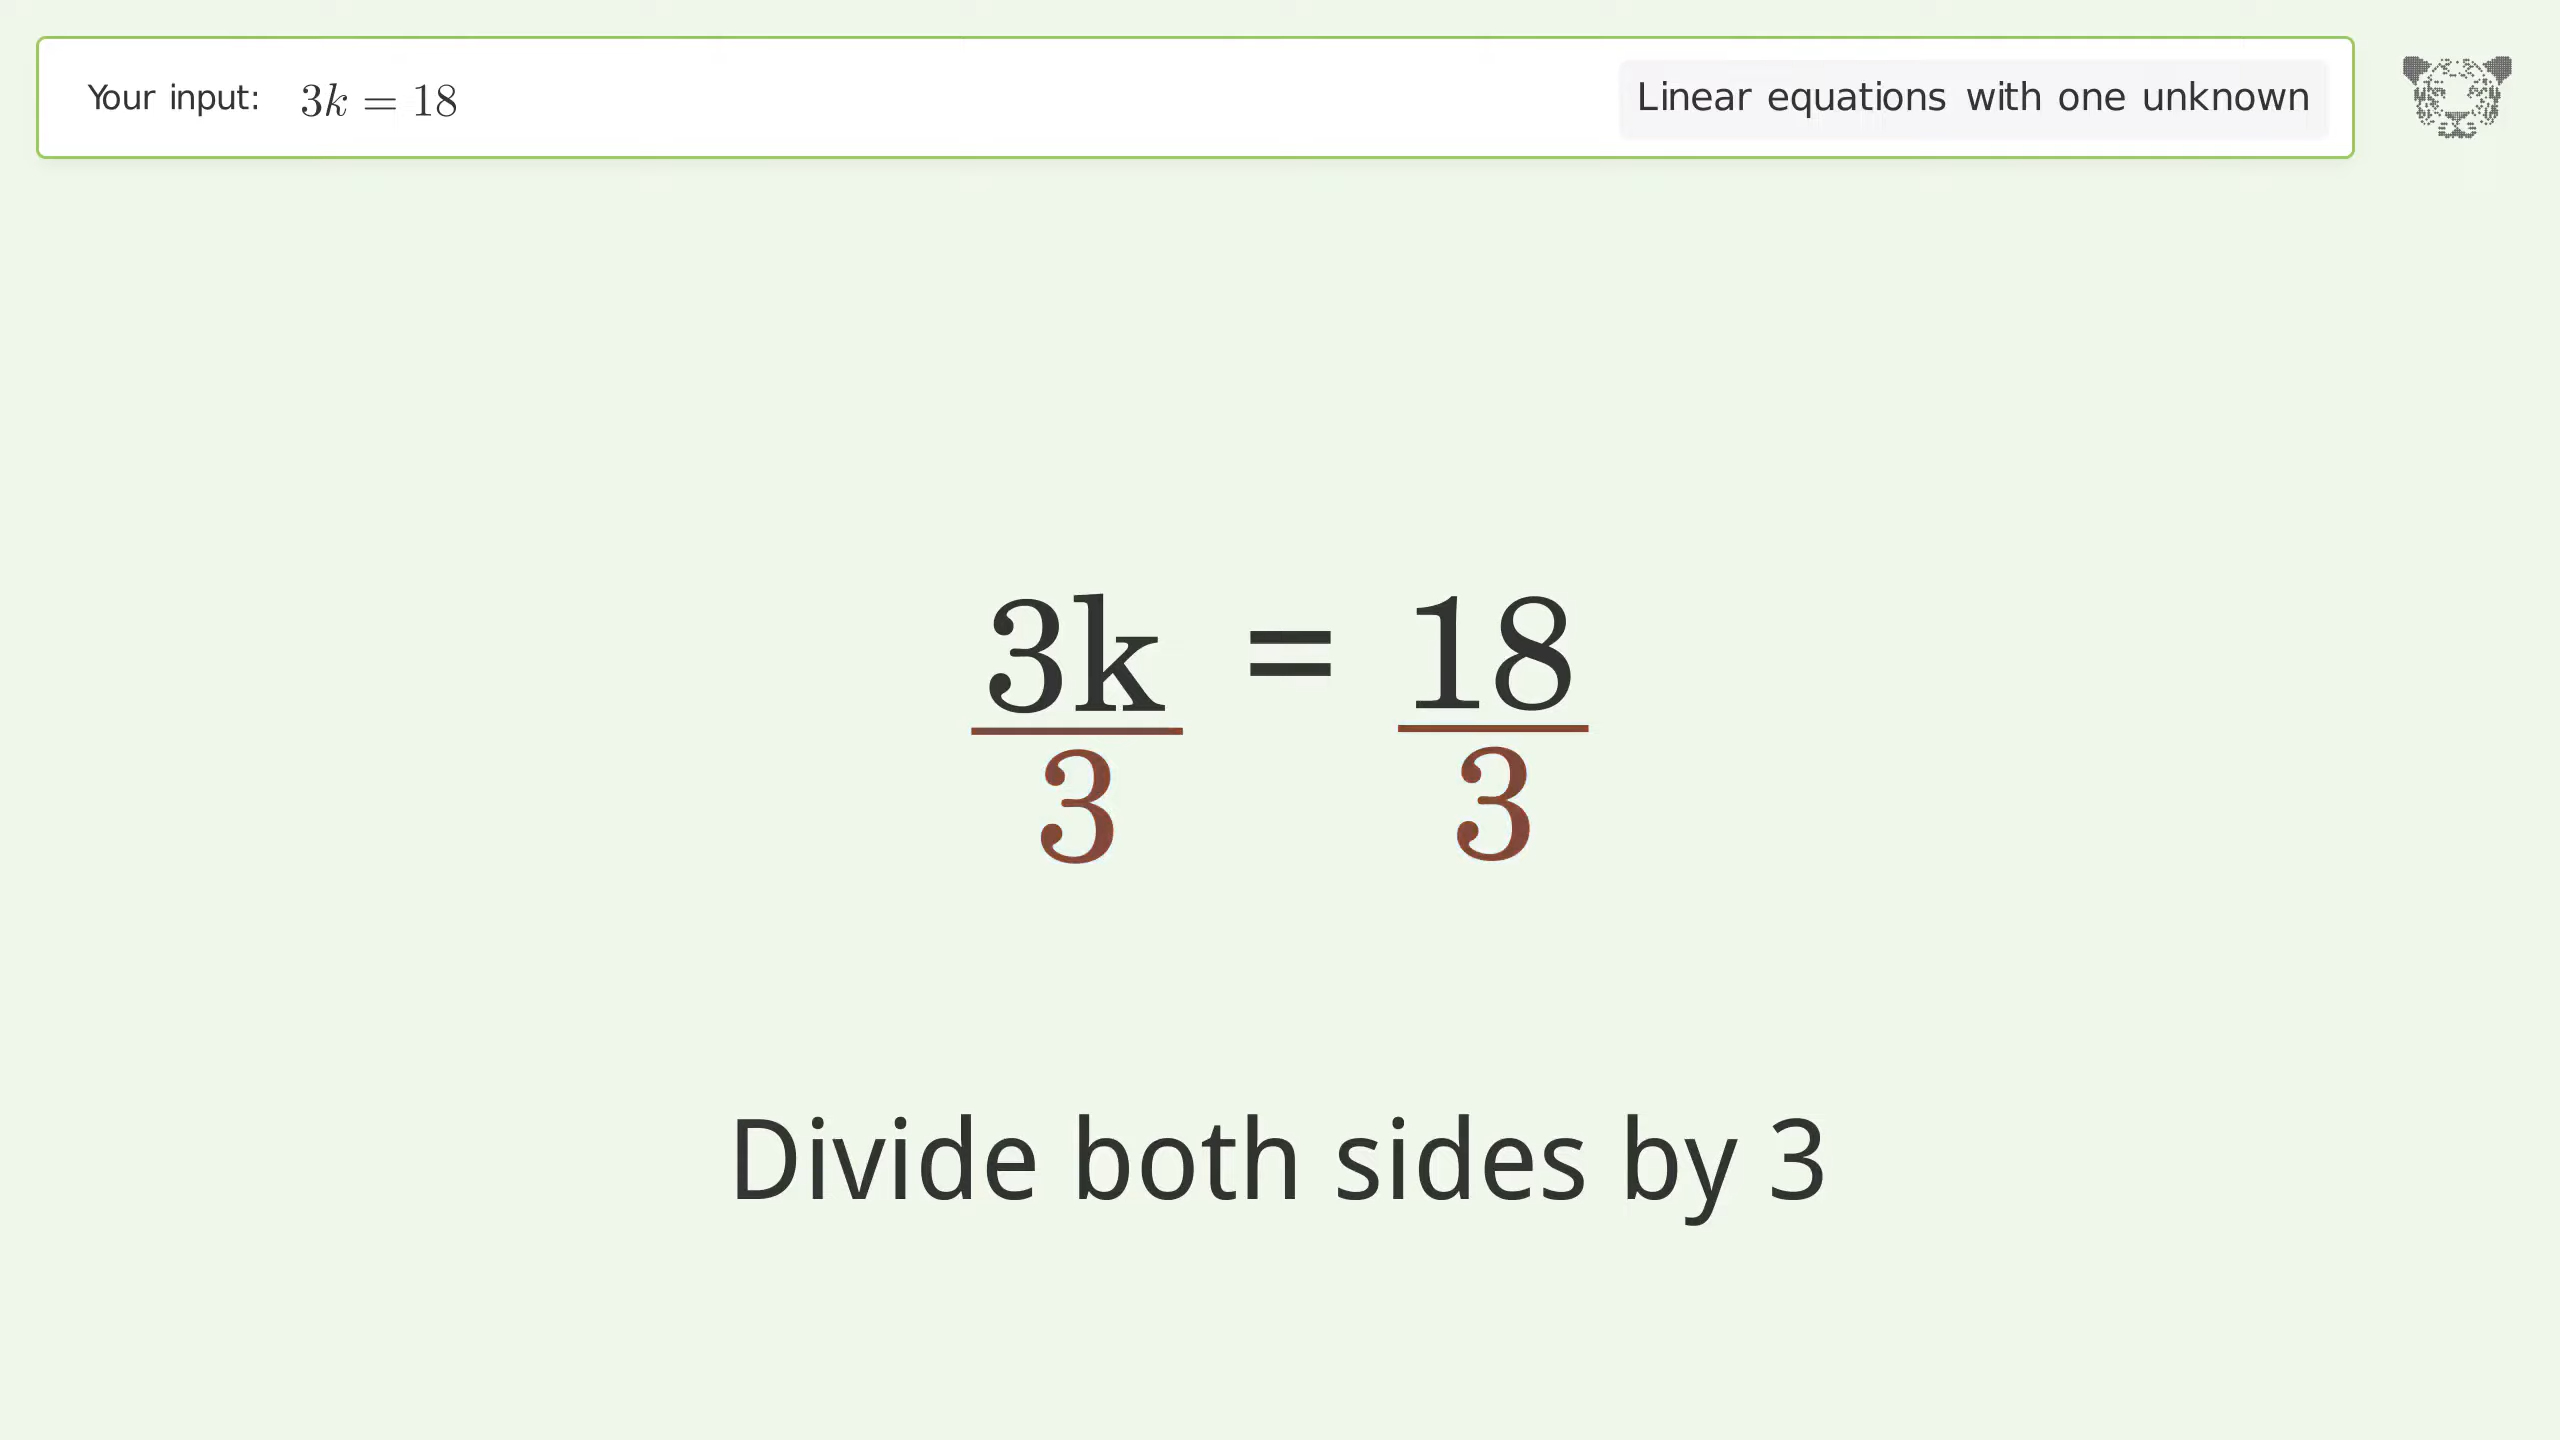 Your input: 3k = 18
Linear equations with one unknown
3k/3 = 18/3
Divide both sides by 3